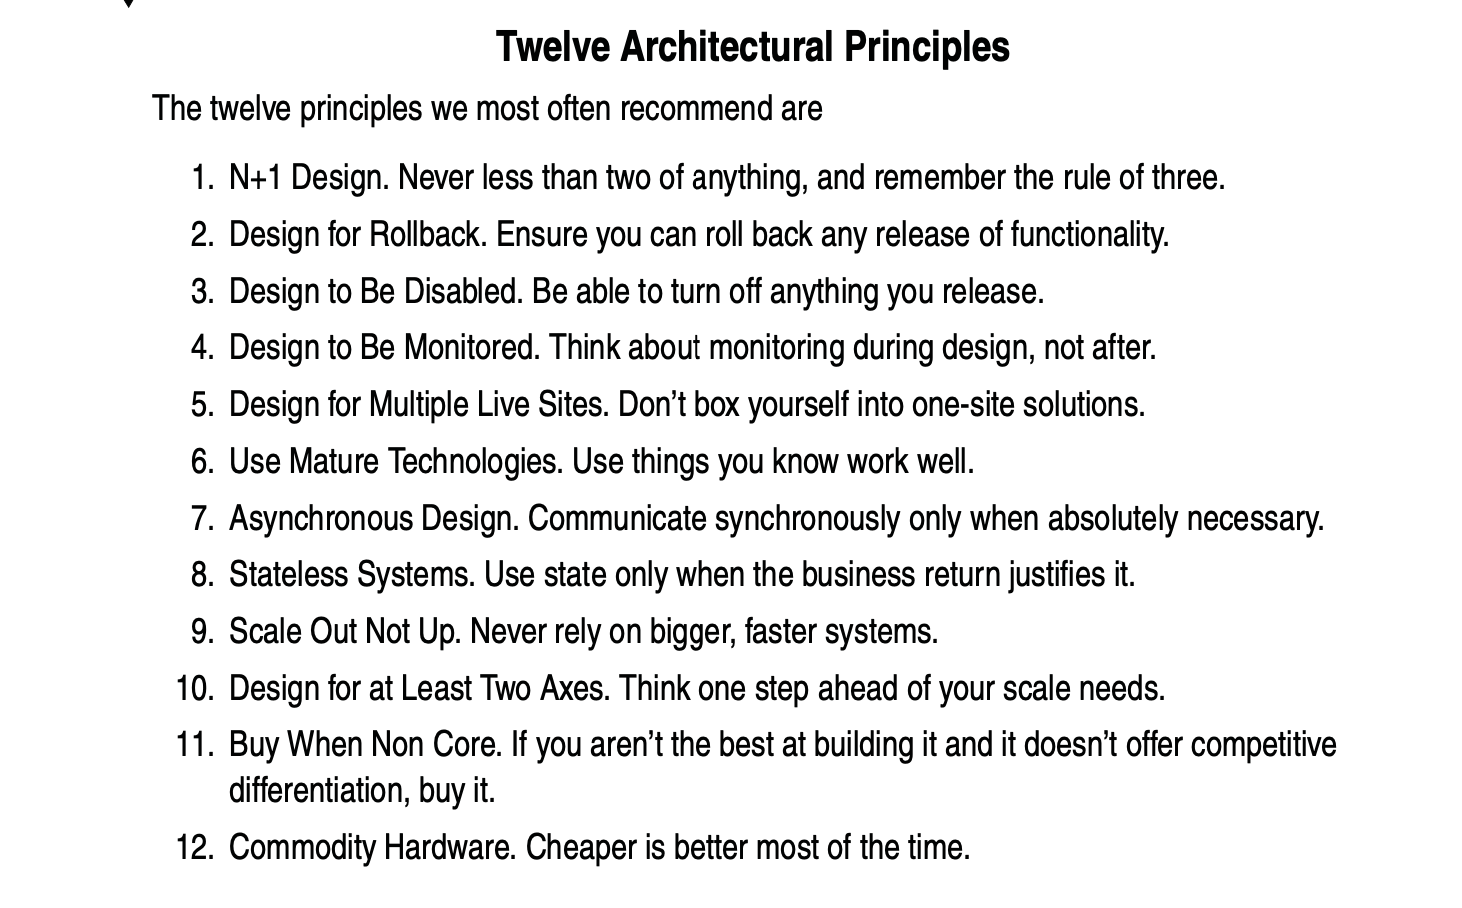 Twelve Architectural Principles
The twelve principles we most often recommend are
1. N+1 Design. Never less than two of anything, and remember the rule of three.
2. Design for Rollback. Ensure you can roll back any release of functionality.
3. Design to Be Disabled. Be able to turn off anything you release.
4. Design to Be Monitored. Think about monitoring during design, not after.
5. Design for Multiple Live Sites. Don’t box yourself into one-site solutions.
6. Use Mature Technologies. Use things you know work well.
7. Asynchronous Design. Communicate synchronously only when absolutely necessary.
8. Stateless Systems. Use state only when the business return justifies it.
9. Scale Out Not Up. Never rely on bigger, faster systems.
10. Design for at Least Two Axes. Think one step ahead of your scale needs.
11. Buy When Non Core. If you aren’t the best at building it and it doesn’t offer competitive
differentiation, buy it.
12. Commodity Hardware. Cheaper is better most of the time.